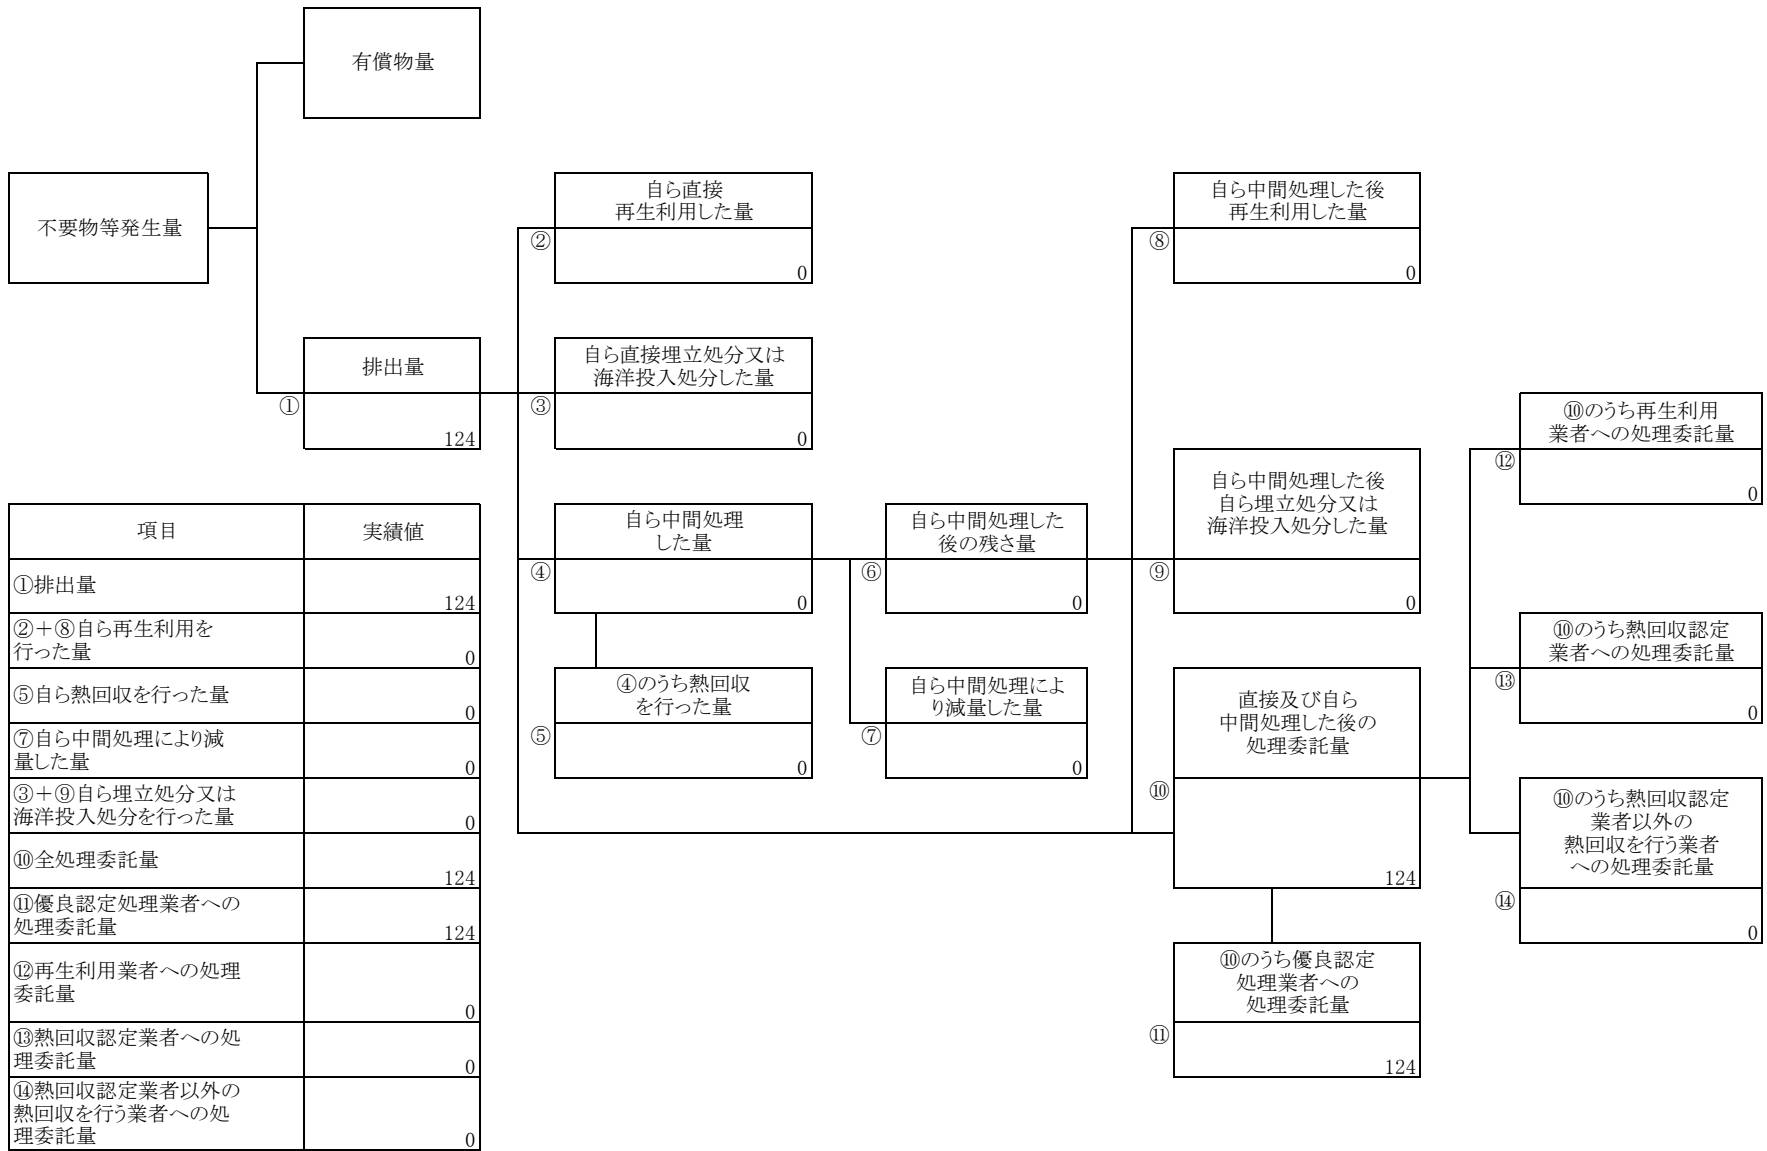 有償物量
不要物等発生量
自ら直接
再生利用した量
②
0
自ら中間処理した後
再生利用した量
⑧
0
排出量
①
124
自ら直接埋立処分又は
海洋投入処分した量
③
0
⑩のうち再生利用
業者への処理委託量
⑫
0
自ら中間処理
した量
④
0
自ら中間処理した
後の残さ量
⑥
0
自ら中間処理した後
自ら埋立処分又は
海洋投入処分した量
⑨
0
⑩のうち熱回収認定
業者への処理委託量
⑬
0
④のうち熱回収
を行った量
⑤
0
自ら中間処理によ
り減量した量
⑦
0
直接及び自ら
中間処理した後の
処理委託量
⑩
124
⑩のうち熱回収認定
業者以外の
熱回収を行う業者
への処理委託量
⑭
0
⑩のうち優良認定
処理業者への
処理委託量
⑪
124
項目
実績値
①排出量
124
②＋⑧自ら再生利用を
行った量
0
⑤自ら熱回収を行った量
0
⑦自ら中間処理により減
量した量
0
③＋⑨自ら埋立処分又は
海洋投入処分を行った量
0
⑩全処理委託量
124
⑪優良認定処理業者への
処理委託量
124
⑫再生利用業者への処理
委託量
0
⑬熱回収認定業者への処
理委託量
0
⑭熱回収認定業者以外の
熱回収を行う業者への処
理委託量
0